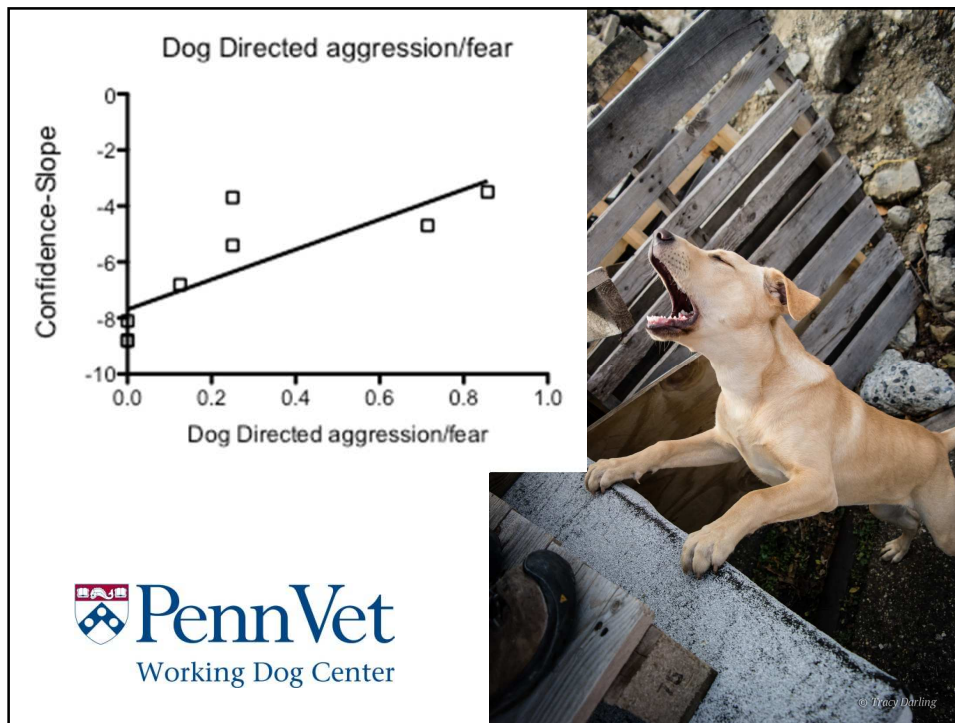 Dog Directed aggression/fear
Confidence-Slope
0
-2
-4
-6
-8
-10
0.0 0.2 0.4 0.6 0.8 1.0
Dog Directed aggression/fear
PennVet
Working Dog Center
© Tracy Darling